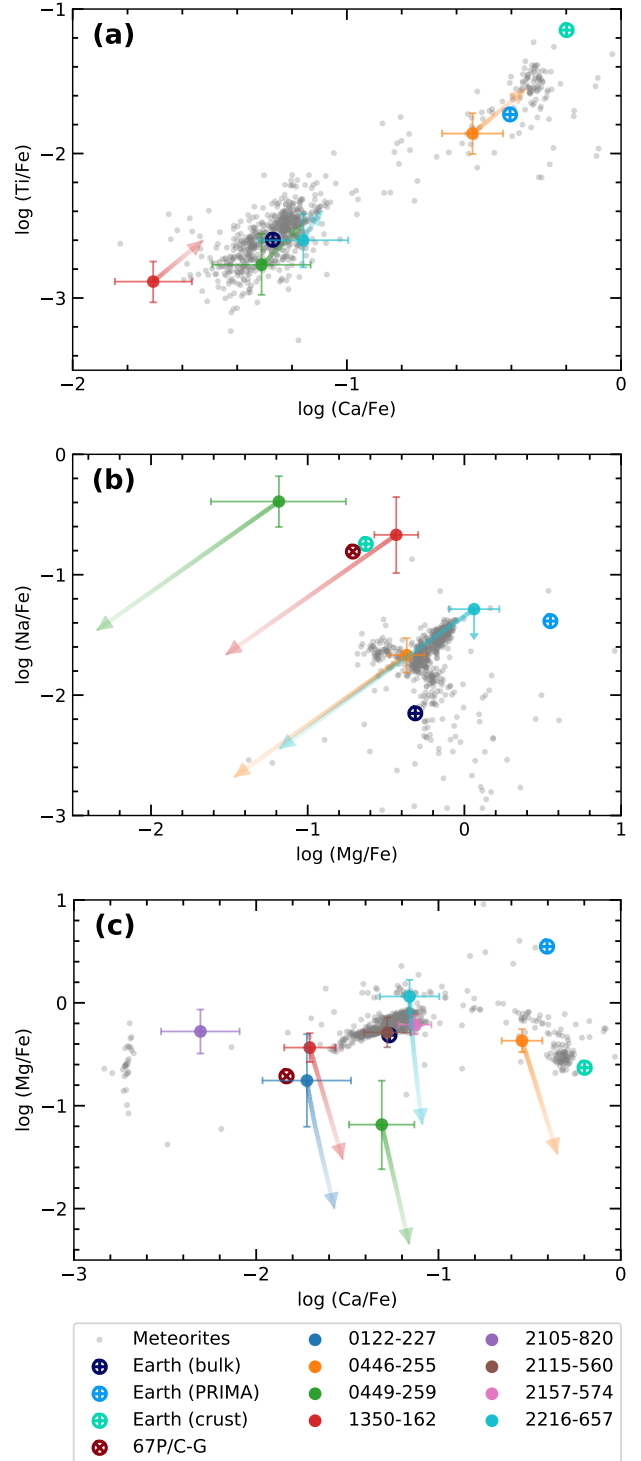 (a)
−1
−2
−3
log (Ti/Fe)
−2
−1
0
log (Ca/Fe)
(b)
0
−1
−2
−3
log (Na/Fe)
−2
−1
0
1
log (Mg/Fe)
(c)
1
0
−1
−2
log (Mg/Fe)
−3
−2
−1
0
log (Ca/Fe)
Meteorites
Earth (bulk)
Earth (PRIMA)
Earth (crust)
67P/C-G
0122-227
0446-255
0449-259
1350-162
2105-820
2115-560
2157-574
2216-657